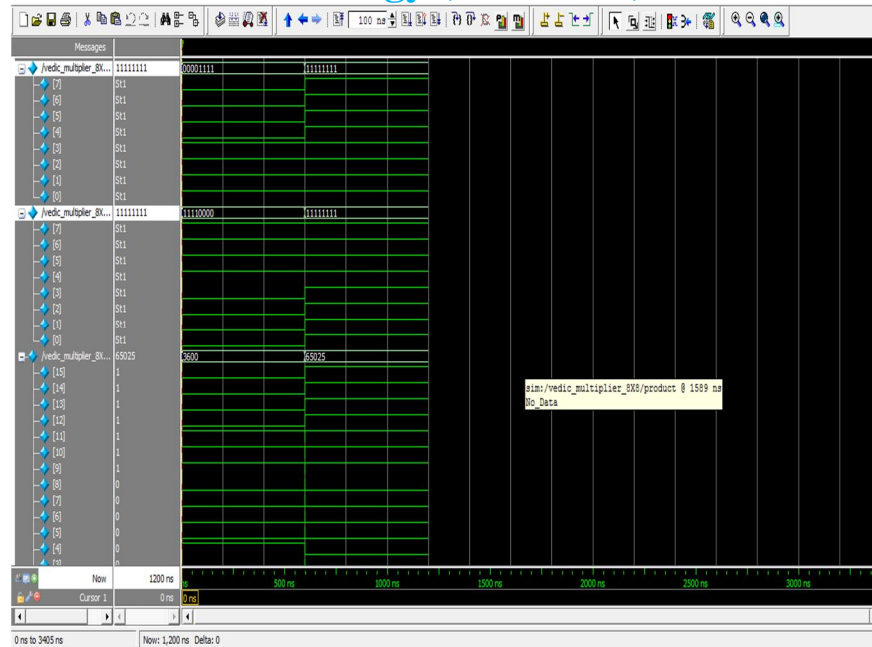 100 ns
Messages
/vedic_multiplier_8X... 11111111 00001111 11111111
[7] St1
[6] St1
[5] St1
[4] St1
[3] St1
[2] St1
[1] St1
[0] St1
/vedic_multiplier_8X... 11111111 11110000 11111111
[7] St1
[6] St1
[5] St1
[4] St1
[3] St1
[2] St1
[1] St1
[0] St1
/vedic_multiplier_8X... 65025 3600 65025
[15] 1
[14] 1
[13] 1
[12] 1
[11] 1
[10] 1
[9] 1
[8] 0
[7] 0
[6] 0
[5] 0
[4] 0
sim:/vedic_multiplier_8X8/product @ 1589 ns
No_Data
Now 1200 ns ns 500 ns 1000 ns 1500 ns 2000 ns 2500 ns 3000 ns
Cursor 1 0 ns 0 ns
0 ns to 3405 ns Now: 1,200 ns Delta: 0